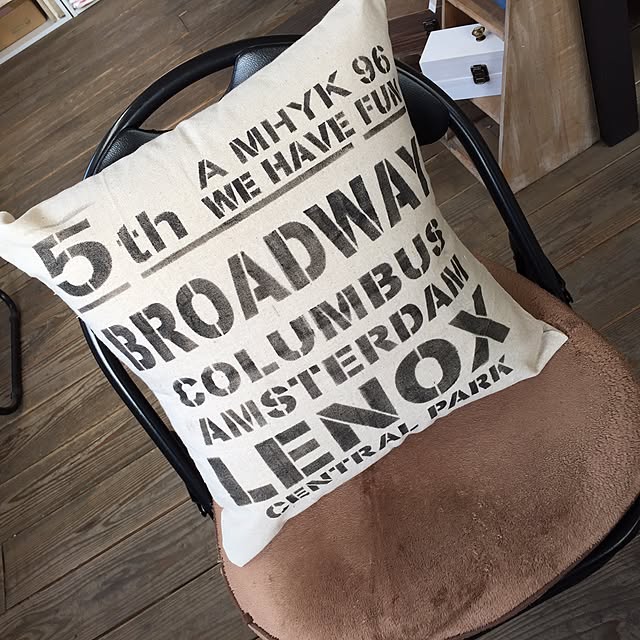 5th
A MHYK 96
WE HAVE FUN
BROADWAY
COLUMBUS
AMSTERDAM
LENOX
CENTRAL PARK